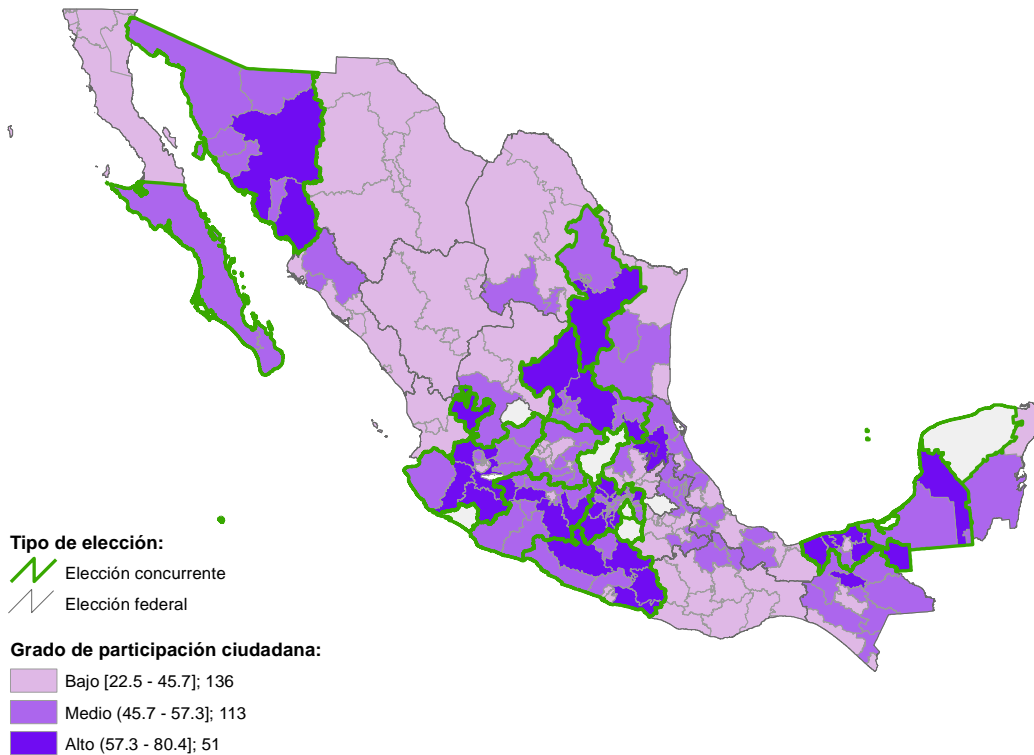 Tipo de elección:
Elección concurrente
Elección federal
Grado de participación ciudadana:
Bajo [22.5 - 45.7]; 136
Medio (45.7 - 57.3]; 113
Alto (57.3 - 80.4]; 51